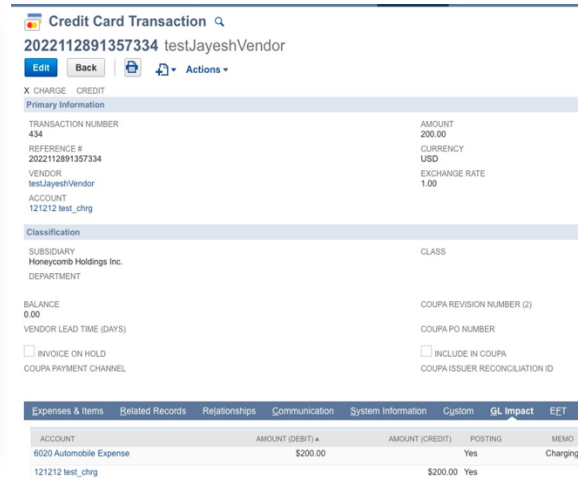 Credit Card Transaction
2022112891357334 testJayeshVendor
Edit Back Actions
X CHARGE CREDIT
Primary Information
TRANSACTION NUMBER
434
REFERENCE #
2022112891357334
VENDOR
testJayeshVendor
ACCOUNT
121212 test_chrg
AMOUNT
200.00
CURRENCY
USD
EXCHANGE RATE
1.00
Classification
SUBSIDIARY
Honeycomb Holdings Inc.
DEPARTMENT
CLASS
BALANCE
0.00
VENDOR LEAD TIME (DAYS)
INVOICE ON HOLD
COUPA PAYMENT CHANNEL
COUPA REVISION NUMBER (2)
COUPA PO NUMBER
INCLUDE IN COUPA
COUPA ISSUER RECONCILIATION ID
Expenses & Items Related Records Relationships Communication System Information Custom GL Impact EFT
ACCOUNT AMOUNT (DEBIT) AMOUNT (CREDIT) POSTING MEMO
6020 Automobile Expense $200.00 Yes Charging
121212 test_chrg $200.00 Yes